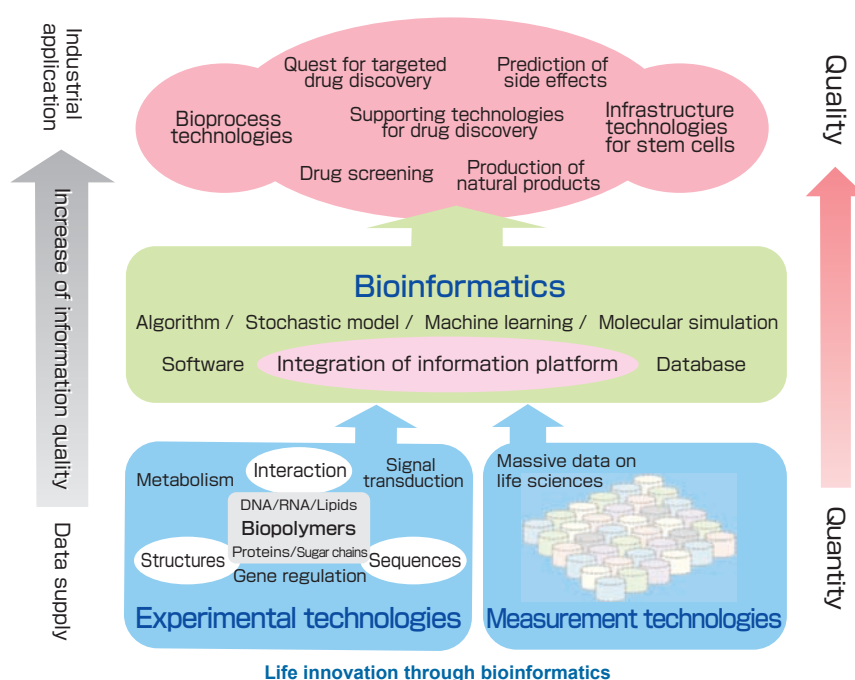 Industrial
application
Increase of information quality
Data supply
Quest for targeted
drug discovery
Prediction of
side effects
Bioprocess
technologies
Supporting technologies
for drug discovery
Infrastructure
technologies
for stem cells
Drug screening
Production of
natural products
Bioinformatics
Algorithm / Stochastic model / Machine learning / Molecular simulation
Software
Integration of information platform
Database
Metabolism
Interaction
Signal
transduction
DNA/RNA/Lipids
Biopolymers
Proteins/Sugar chains
Structures
Sequences
Gene regulation
Experimental technologies
Massive data on
life sciences
Measurement technologies
Quality
Quantity
Life innovation through bioinformatics